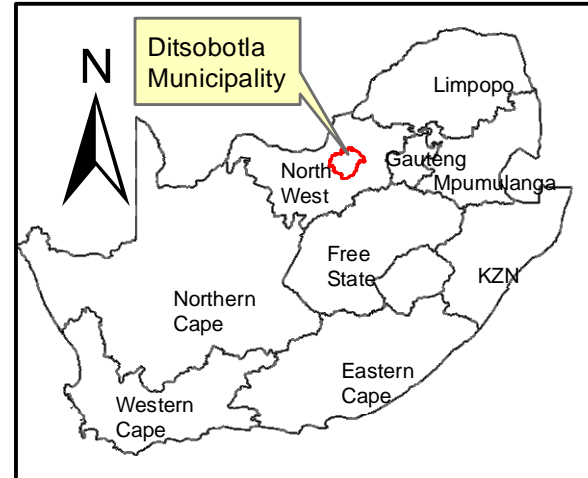 Ditsobotla
Municipality
N
Limpopo
Gauteng
North
West
Mpumulanga
Free
State
KZN
Northern
Cape
Eastern
Cape
Western
Cape